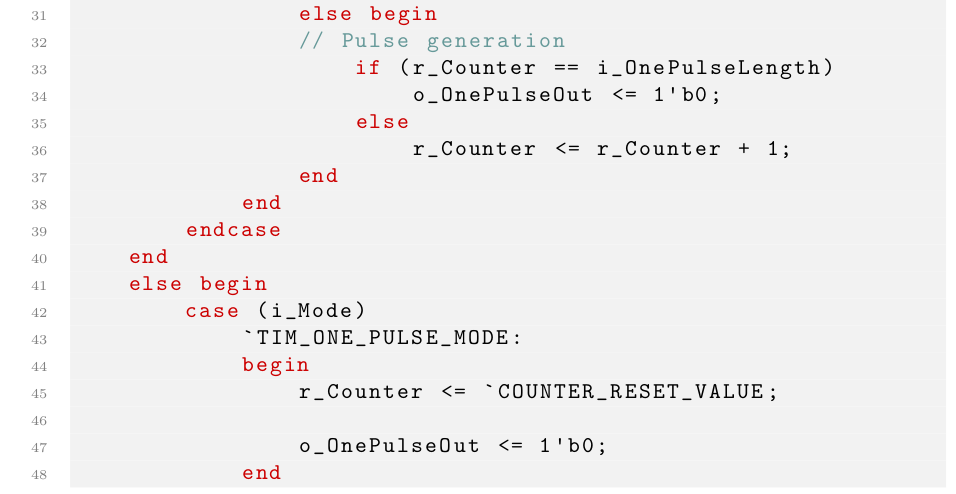 31 else begin
32 // Pulse generation
33 if (r_Counter == i_OnePulseLength)
34 o_OnePulseOut <= 1'b0;
35 else
36 r_Counter <= r_Counter + 1;
37 end
38 end
39 endcase
40 end
41 else begin
42 case (i_Mode)
43 `TIM_ONE_PULSE_MODE:
44 begin
45 r_Counter <= `COUNTER_RESET_VALUE;
46
47 o_OnePulseOut <= 1'b0;
48 end